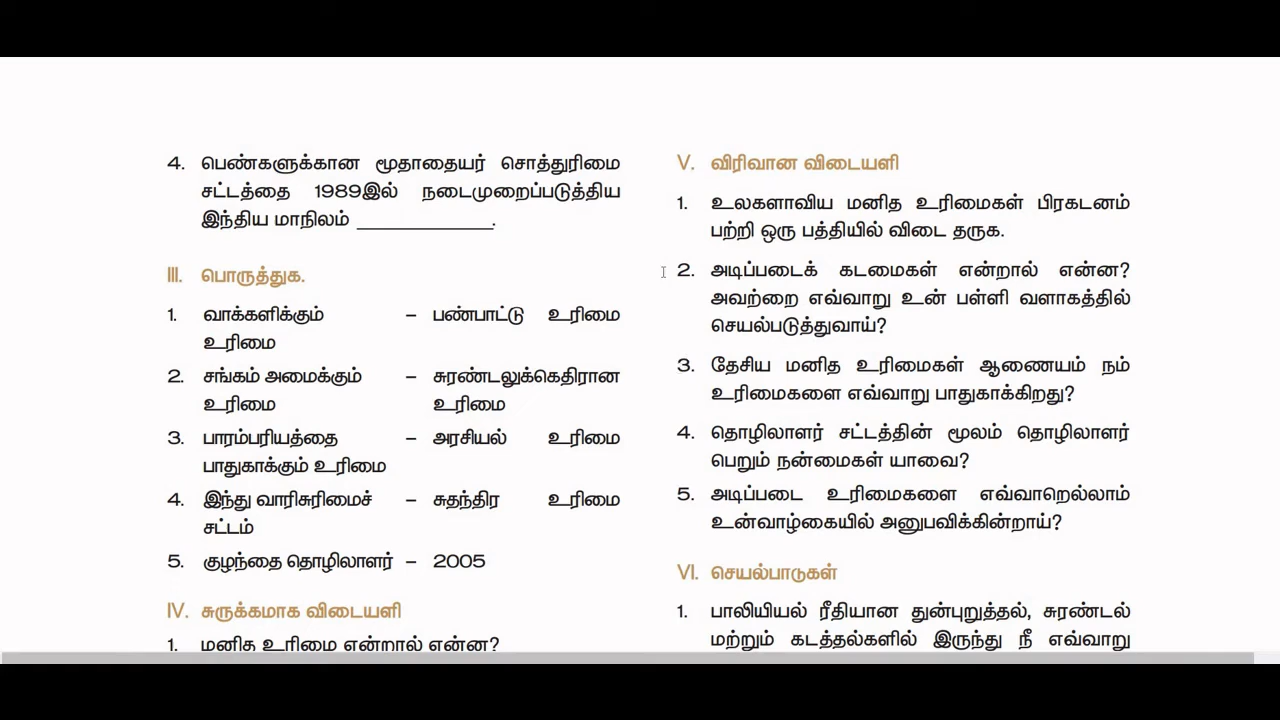 4. பெண்களுக்கான மூதாதையர் சொத்துரிமை
சட்டத்தை 1989இல் நடைமுறைப்படுத்திய
இந்திய மாநிலம் ______________.
III. பொருத்துக.
1. வாக்களிக்கும் – பண்பாட்டு உரிமை
உரிமை
2. சங்கம் அமைக்கும் – சுரண்டலுக்கெதிரான
உரிமை உரிமை
3. பாரம்பரியத்தை – அரசியல் உரிமை
பாதுகாக்கும் உரிமை
4. இந்து வாரிசுரிமைச் – சுதந்திர உரிமை
சட்டம்
5. குழந்தை தொழிலாளர் – 2005
IV. சுருக்கமாக விடையளி
1. மனித உரிமை என்றால் என்ன?
V. விரிவான விடையளி
1. உலகளாவிய மனித உரிமைகள் பிரகடனம்
பற்றி ஒரு பத்தியில் விடை தருக.
2. அடிப்படைக் கடமைகள் என்றால் என்ன?
அவற்றை எவ்வாறு உன் பள்ளி வளாகத்தில்
செயல்படுத்துவாய்?
3. தேசிய மனித உரிமைகள் ஆணையம் நம்
உரிமைகளை எவ்வாறு பாதுகாக்கிறது?
4. தொழிலாளர் சட்டத்தின் மூலம் தொழிலாளர்
பெறும் நன்மைகள் யாவை?
5. அடிப்படை உரிமைகளை எவ்வாறெல்லாம்
உன்வாழ்கையில் அனுபவிக்கின்றாய்?
VI. செயல்பாடுகள்
1. பாலியியல் ரீதியான துன்புறுத்தல், சுரண்டல்
மற்றும் கடத்தல்களில் இருந்து நீ எவ்வாறு